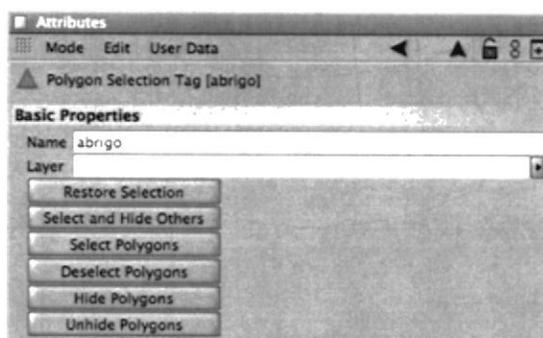 Attributes
Mode Edit User Data
Polygon Selection Tag [abrigo]
Basic Properties
Name abrigo
Layer
Restore Selection
Select and Hide Others
Select Polygons
Deselect Polygons
Hide Polygons
Unhide Polygons